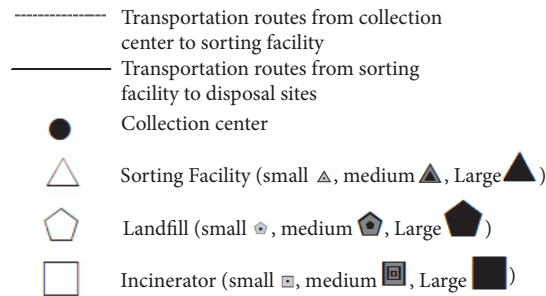 Transportation routes from collection
center to sorting facility
Transportation routes from sorting
facility to disposal sites
Collection center
Sorting Facility (small , medium , Large )
Landfill (small , medium , Large )
Incinerator (small , medium , Large )